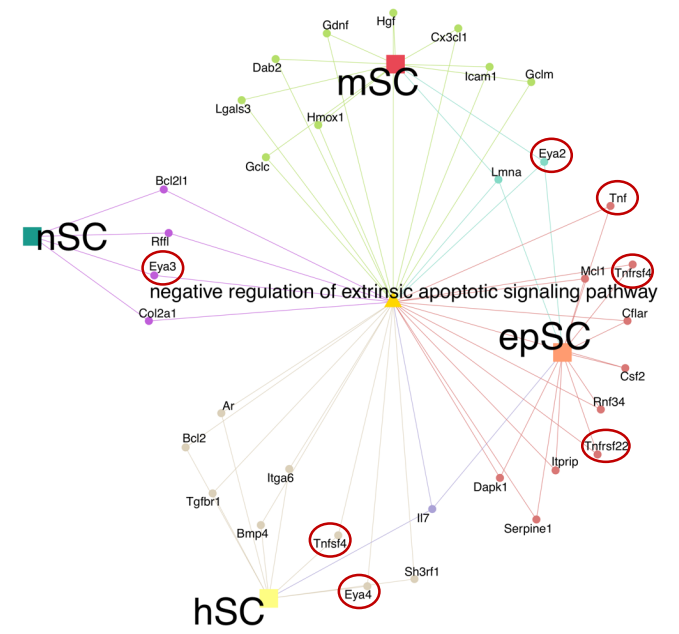 Hgf
Gdnf
Cx3cl1
Dab2
Icam1
mSC
Gclm
Lgals3
Hmox1
Eya2
Gclc
Lmna
Bcl2l1
Tnf
nSC
Rffl
Eya3
Mcl1
Tnfrsf4
negative regulation of extrinsic apoptotic signaling pathway
Col2a1
Cflar
epSC
Csf2
Ar
Rnf34
Bcl2
Tnfrsf22
Itga6
Itprip
Dapk1
Tgfbr1
Il7
Bmp4
Serpine1
Tnfsf4
Sh3rf1
Eya4
hSC